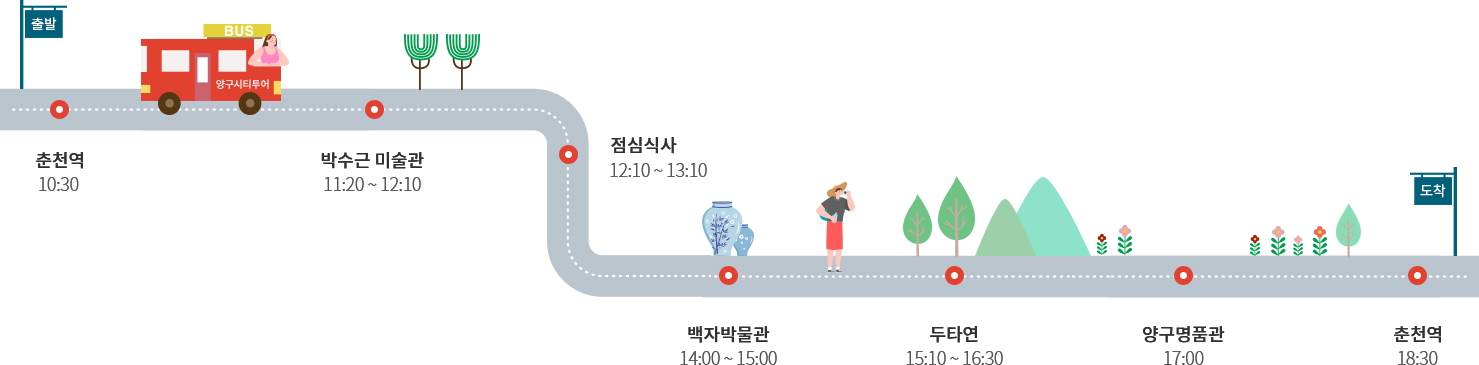 출발
BUS
양구시티투어
춘천역
10:30
박수근 미술관
11:20 ~ 12:10
점심식사
12:10 ~ 13:10
백자박물관
14:00 ~ 15:00
두타연
15:10 ~ 16:30
양구명품관
17:00
도착
춘천역
18:30